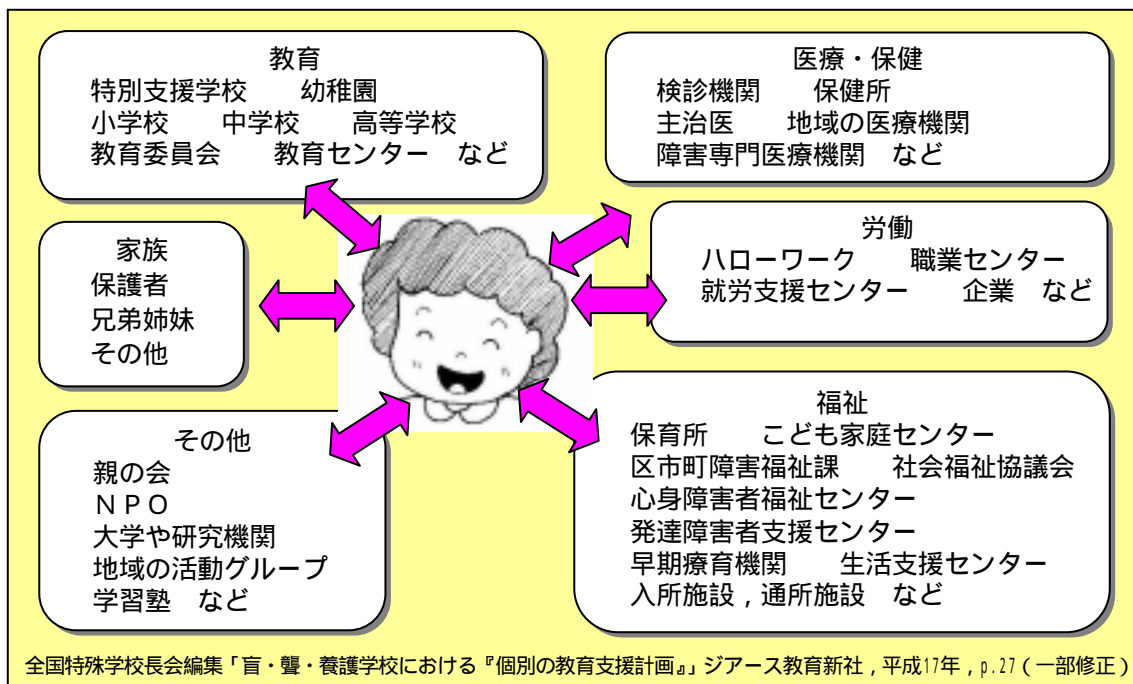 教育
特別支援学校　　幼稚園
小学校　　中学校　　高等学校
教育委員会　　教育センター　など
医療・保健
検診機関　　保健所
主治医　　地域の医療機関
障害専門医療機関　など
家族
保護者
兄弟姉妹
その他
労働
ハローワーク　　職業センター
就労支援センター　　企業　など
その他
親の会
ＮＰＯ
大学や研究機関
地域の活動グループ
学習塾　など
福祉
保育所　　こども家庭センター
区市町障害福祉課　　社会福祉協議会
心身障害者福祉センター
発達障害者支援センター
早期療育機関　　生活支援センター
入所施設，通所施設　など
全国特殊学校長会編集「盲・聾・養護学校における『個別の教育支援計画』」ジアース教育新社，平成17年，p.27（一部修正）